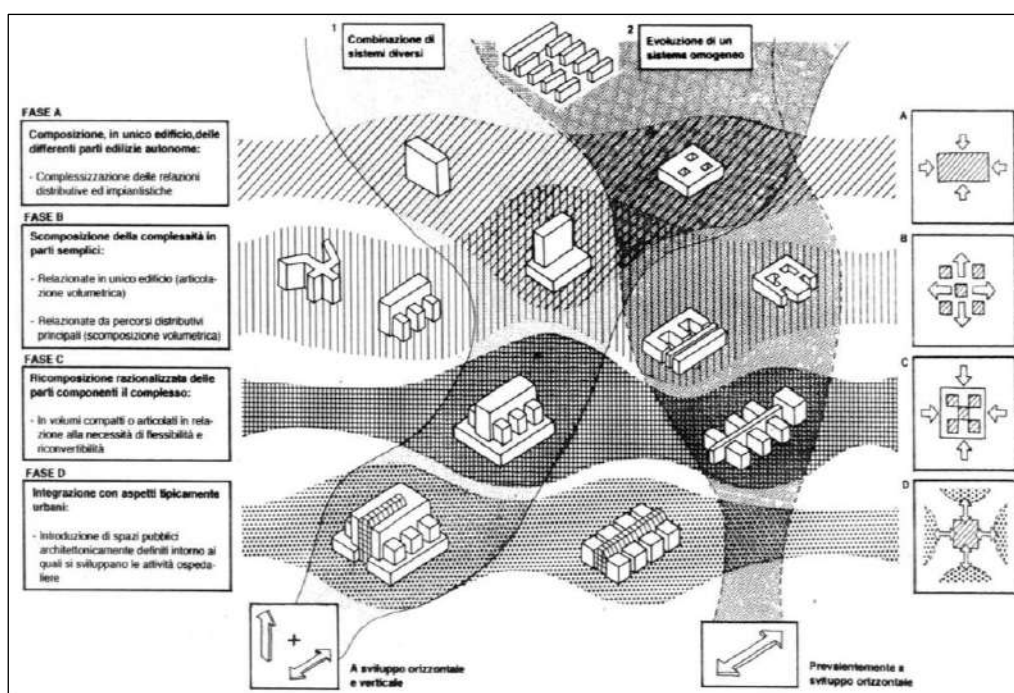 1
Combinazione di
sistemi diversi
2
Evoluzione di un
sistema omogeneo
FASE A
Composizione, in unico edificio,delle
differenti parti edilizie autonome:
- Complessizzazione delle relazioni
distributive ed impiantistiche
FASE B
Scomposizione della complessità in
parti semplici:
- Relazionate in unico edificio (articola-
zione volumetrica)
- Relazionate da percorsi distributivi
principali (scomposizione volumetrica)
FASE C
Ricomposizione razionalizzata delle
parti componenti il complesso:
- In volumi compatti o articolati in rela-
zione alla necessità di flessibilità e
riconvertibilità
FASE D
Integrazione con aspetti tipicamente
urbani:
- Introduzione di spazi pubblici
architettonicamente definiti intorno ai
quali si sviluppano le attività ospeda-
liere
A
B
C
D
+
A sviluppo orizzontale
e verticale
Prevalentemente a
sviluppo orizzontale